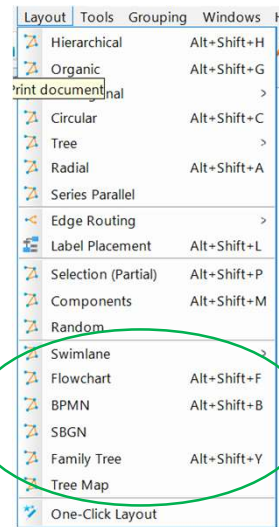 Layout Tools Grouping Windows
Hierarchical Alt+Shift+H
Organic Alt+Shift+G
Print document
Circular Alt+Shift+C
Tree >
Radial Alt+Shift+A
Series Parallel
Edge Routing >
Label Placement Alt+Shift+L
Selection (Partial) Alt+Shift+P
Components Alt+Shift+M
Random
Swimlane >
Flowchart Alt+Shift+F
BPMN Alt+Shift+B
SBGN
Family Tree Alt+Shift+Y
Tree Map
One-Click Layout